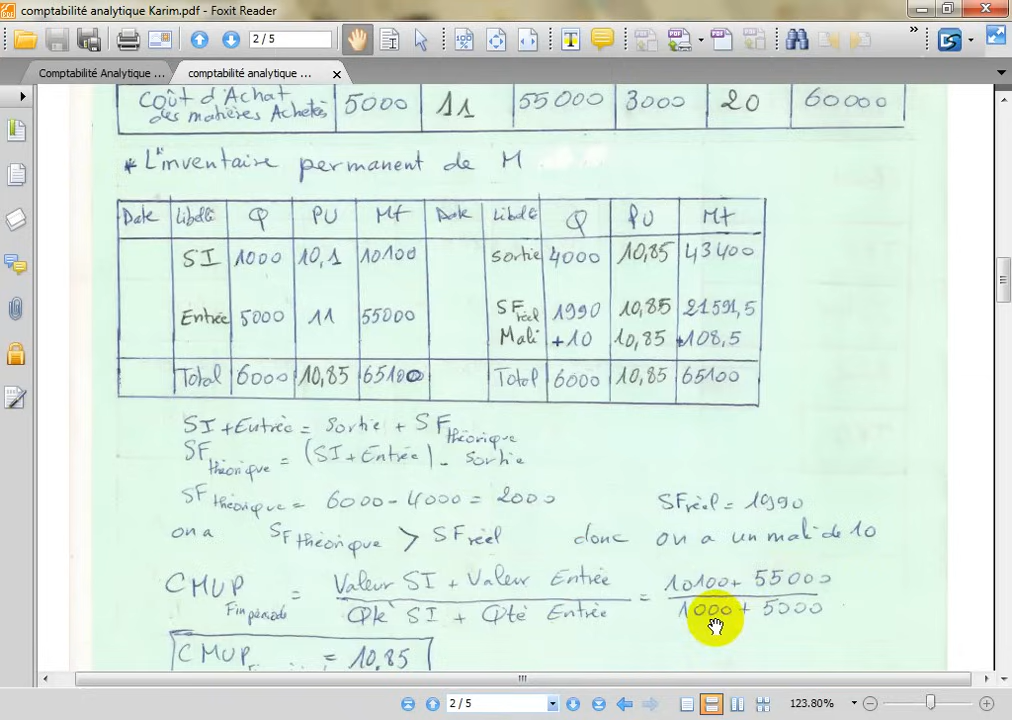 comptabilité analytique Karim.pdf - Foxit Reader
2 / 5
Comptabilité Analytique ...
comptabilité analytique ...
Coût d'Achat des matières Achetés 5000 11 55000 3000 20 60000
* L'inventaire permanent de M
Date Libellé Q PU Mt Date Libellé Q PU Mt
SI 1000 10,1 10100 sortie 4000 10,85 43400
SF réel 1990 10,85 21591,5
Entrée 5000 11 55000 Mali +10 10,85 +108,5
Total 6000 10,85 65100 Total 6000 10,85 65100
SI + Entrée = Sortie + SF théorique
SF théorique = (SI + Entrée) - sortie
SF théorique = 6000 - 4000 = 2000 SF réel = 1990
on a SF théorique > SF réel donc on a un mali de 10
CMUP Fin période = Valeur SI + Valeur Entrée / Qté SI + Qté Entrée = 10100 + 55000 / 1000 + 5000
CMUP = 10,85
2 / 5
123.80%